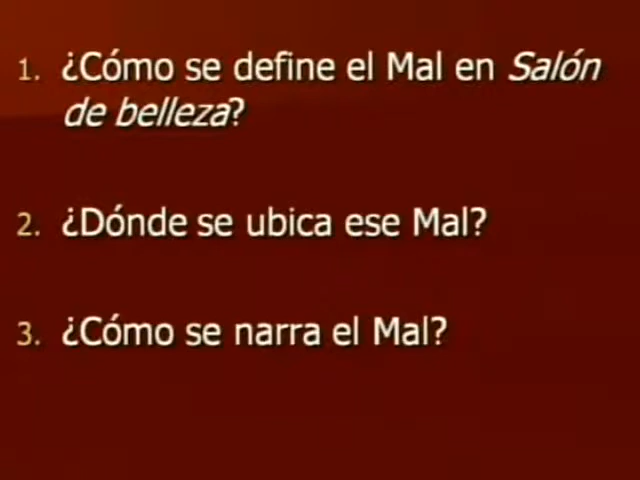 1. ¿Cómo se define el Mal en Salón
de belleza?
2. ¿Dónde se ubica ese Mal?
3. ¿Cómo se narra el Mal?